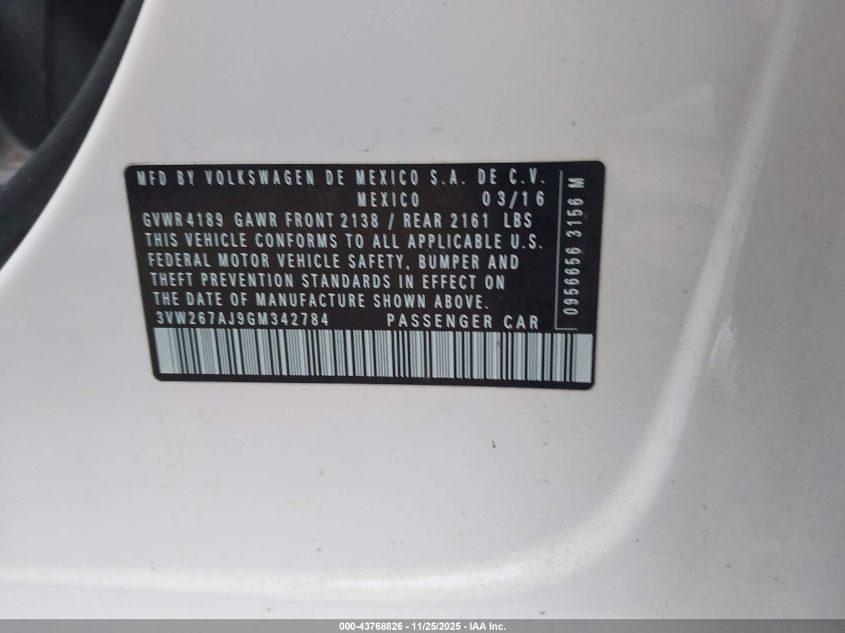 MFD BY VOLKSWAGEN DE MEXICO S.A. DE C.V.
MEXICO 03/16
GVWR 4189 GAWR FRONT 2138 / REAR 2161 LBS
THIS VEHICLE CONFORMS TO ALL APPLICABLE U.S.
FEDERAL MOTOR VEHICLE SAFETY, BUMPER AND
THEFT PREVENTION STANDARDS IN EFFECT ON
THE DATE OF MANUFACTURE SHOWN ABOVE.
3VW267AJ9GM342784 PASSENGER CAR
0956656 3156 M
000-43768826 - 11/25/2025 - IAA Inc.